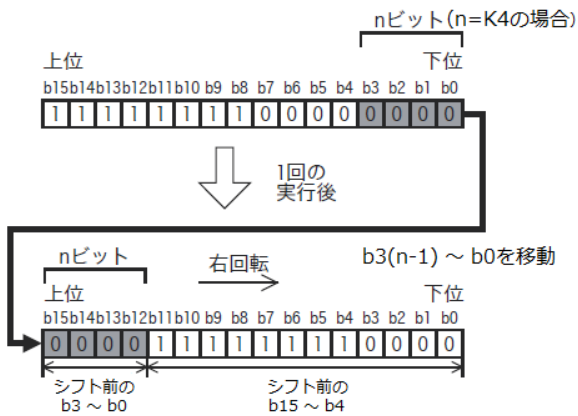 nビット(n=K4の場合)
上位 下位
b15b14b13b12b11b10 b9 b8 b7 b6 b5 b4 b3 b2 b1 b0
1 1 1 1 1 1 1 1 0 0 0 0 0 0 0 0
1回の
実行後
nビット 右回転 b3(n-1) ～ b0を移動
上位 下位
b15b14b13b12b11b10 b9 b8 b7 b6 b5 b4 b3 b2 b1 b0
0 0 0 0 1 1 1 1 1 1 1 1 0 0 0 0
シフト前の シフト前の
b3 ～ b0 b15 ～ b4